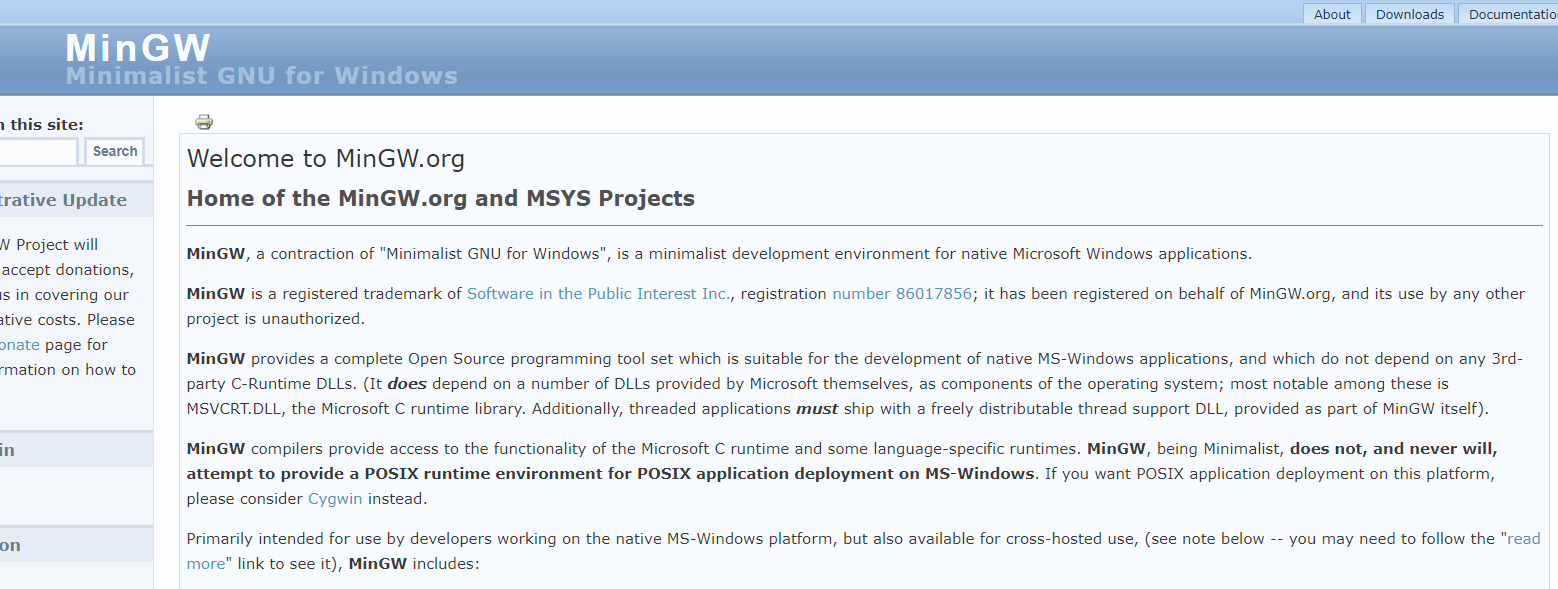 About Downloads Documentatio
MinGW
Minimalist GNU for Windows
n this site:
Search
trative Update
W Project will
accept donations,
us in covering our
ative costs. Please
onate page for
rmation on how to
in
on
Welcome to MinGW.org
Home of the MinGW.org and MSYS Projects
MinGW, a contraction of "Minimalist GNU for Windows", is a minimalist development environment for native Microsoft Windows applications.
MinGW is a registered trademark of Software in the Public Interest Inc., registration number 86017856; it has been registered on behalf of MinGW.org, and its use by any other
project is unauthorized.
MinGW provides a complete Open Source programming tool set which is suitable for the development of native MS-Windows applications, and which do not depend on any 3rd-
party C-Runtime DLLs. (It does depend on a number of DLLs provided by Microsoft themselves, as components of the operating system; most notable among these is
MSVCRT.DLL, the Microsoft C runtime library. Additionally, threaded applications must ship with a freely distributable thread support DLL, provided as part of MinGW itself).
MinGW compilers provide access to the functionality of the Microsoft C runtime and some language-specific runtimes. MinGW, being Minimalist, does not, and never will,
attempt to provide a POSIX runtime environment for POSIX application deployment on MS-Windows. If you want POSIX application deployment on this platform,
please consider Cygwin instead.
Primarily intended for use by developers working on the native MS-Windows platform, but also available for cross-hosted use, (see note below -- you may need to follow the "read
more" link to see it), MinGW includes: